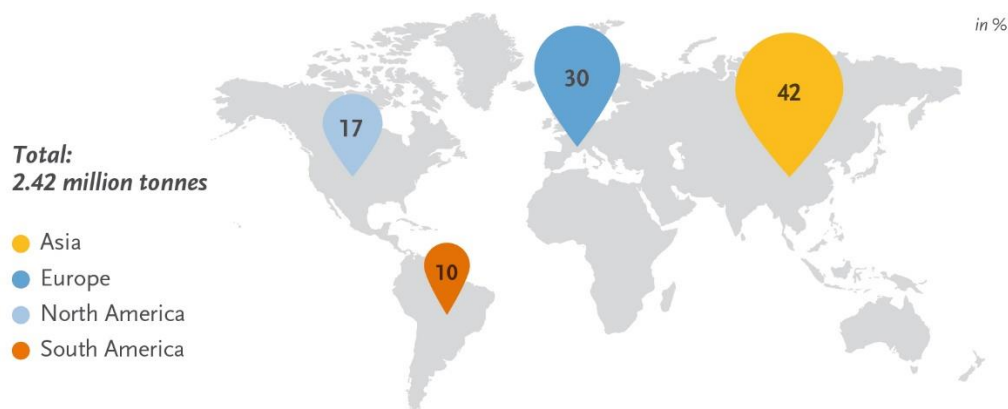 in %
30
42
17
Total:
2.42 million tonnes
Asia
Europe
10
North America
South America